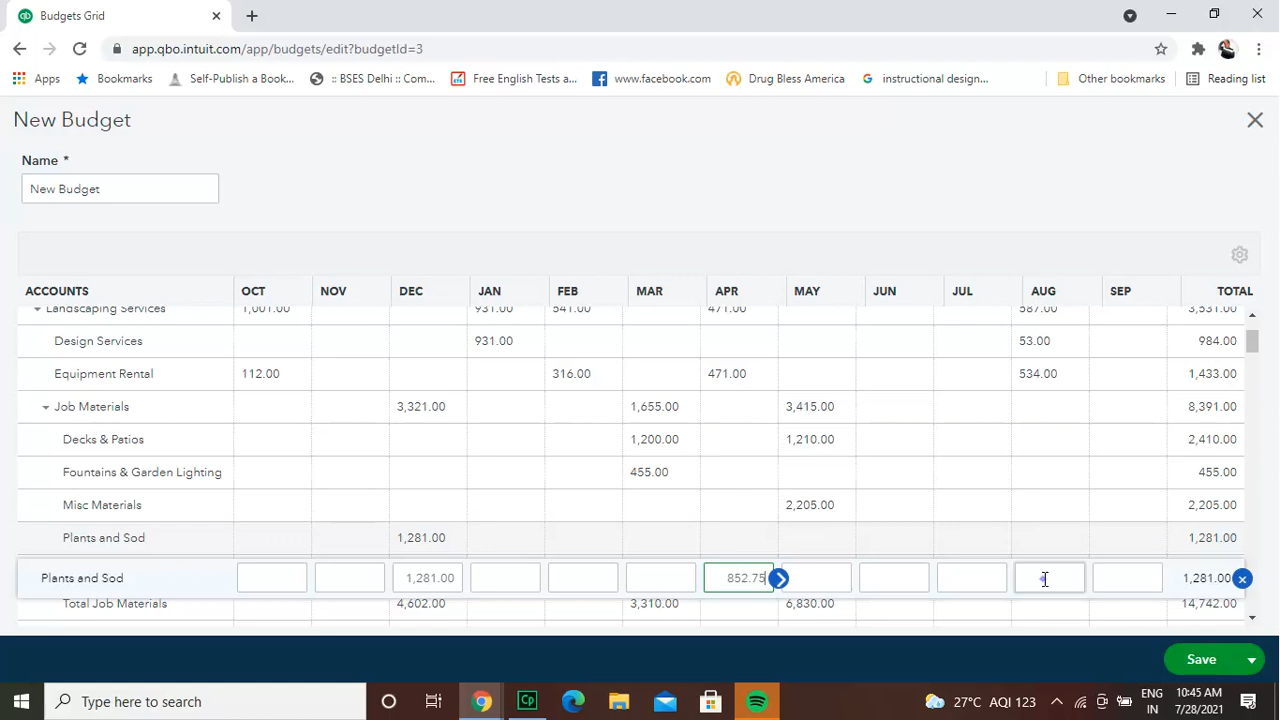 Budgets Grid
app.qbo.intuit.com/app/budgets/edit?budgetId=3
Apps Bookmarks Self-Publish a Book... :: BSES Delhi :: Com... Free English Tests a... www.facebook.com Drug Bless America instructional design... Other bookmarks Reading list
New Budget
Name *
New Budget
ACCOUNTS OCT NOV DEC JAN FEB MAR APR MAY JUN JUL AUG SEP TOTAL
Landscaping Services 1,001.00 931.00 541.00 471.00 587.00 3,531.00
Design Services 931.00 53.00 984.00
Equipment Rental 112.00 316.00 471.00 534.00 1,433.00
Job Materials 3,321.00 1,655.00 3,415.00 8,391.00
Decks & Patios 1,200.00 1,210.00 2,410.00
Fountains & Garden Lighting 455.00 455.00
Misc Materials 2,205.00 2,205.00
Plants and Sod 1,281.00 1,281.00
Plants and Sod 1,281.00 852.75 1,281.00
Total Job Materials 4,602.00 3,310.00 6,830.00 14,742.00
Save
Type here to search Cp 27°C AQI 123 ENG IN 10:45 AM 7/28/2021